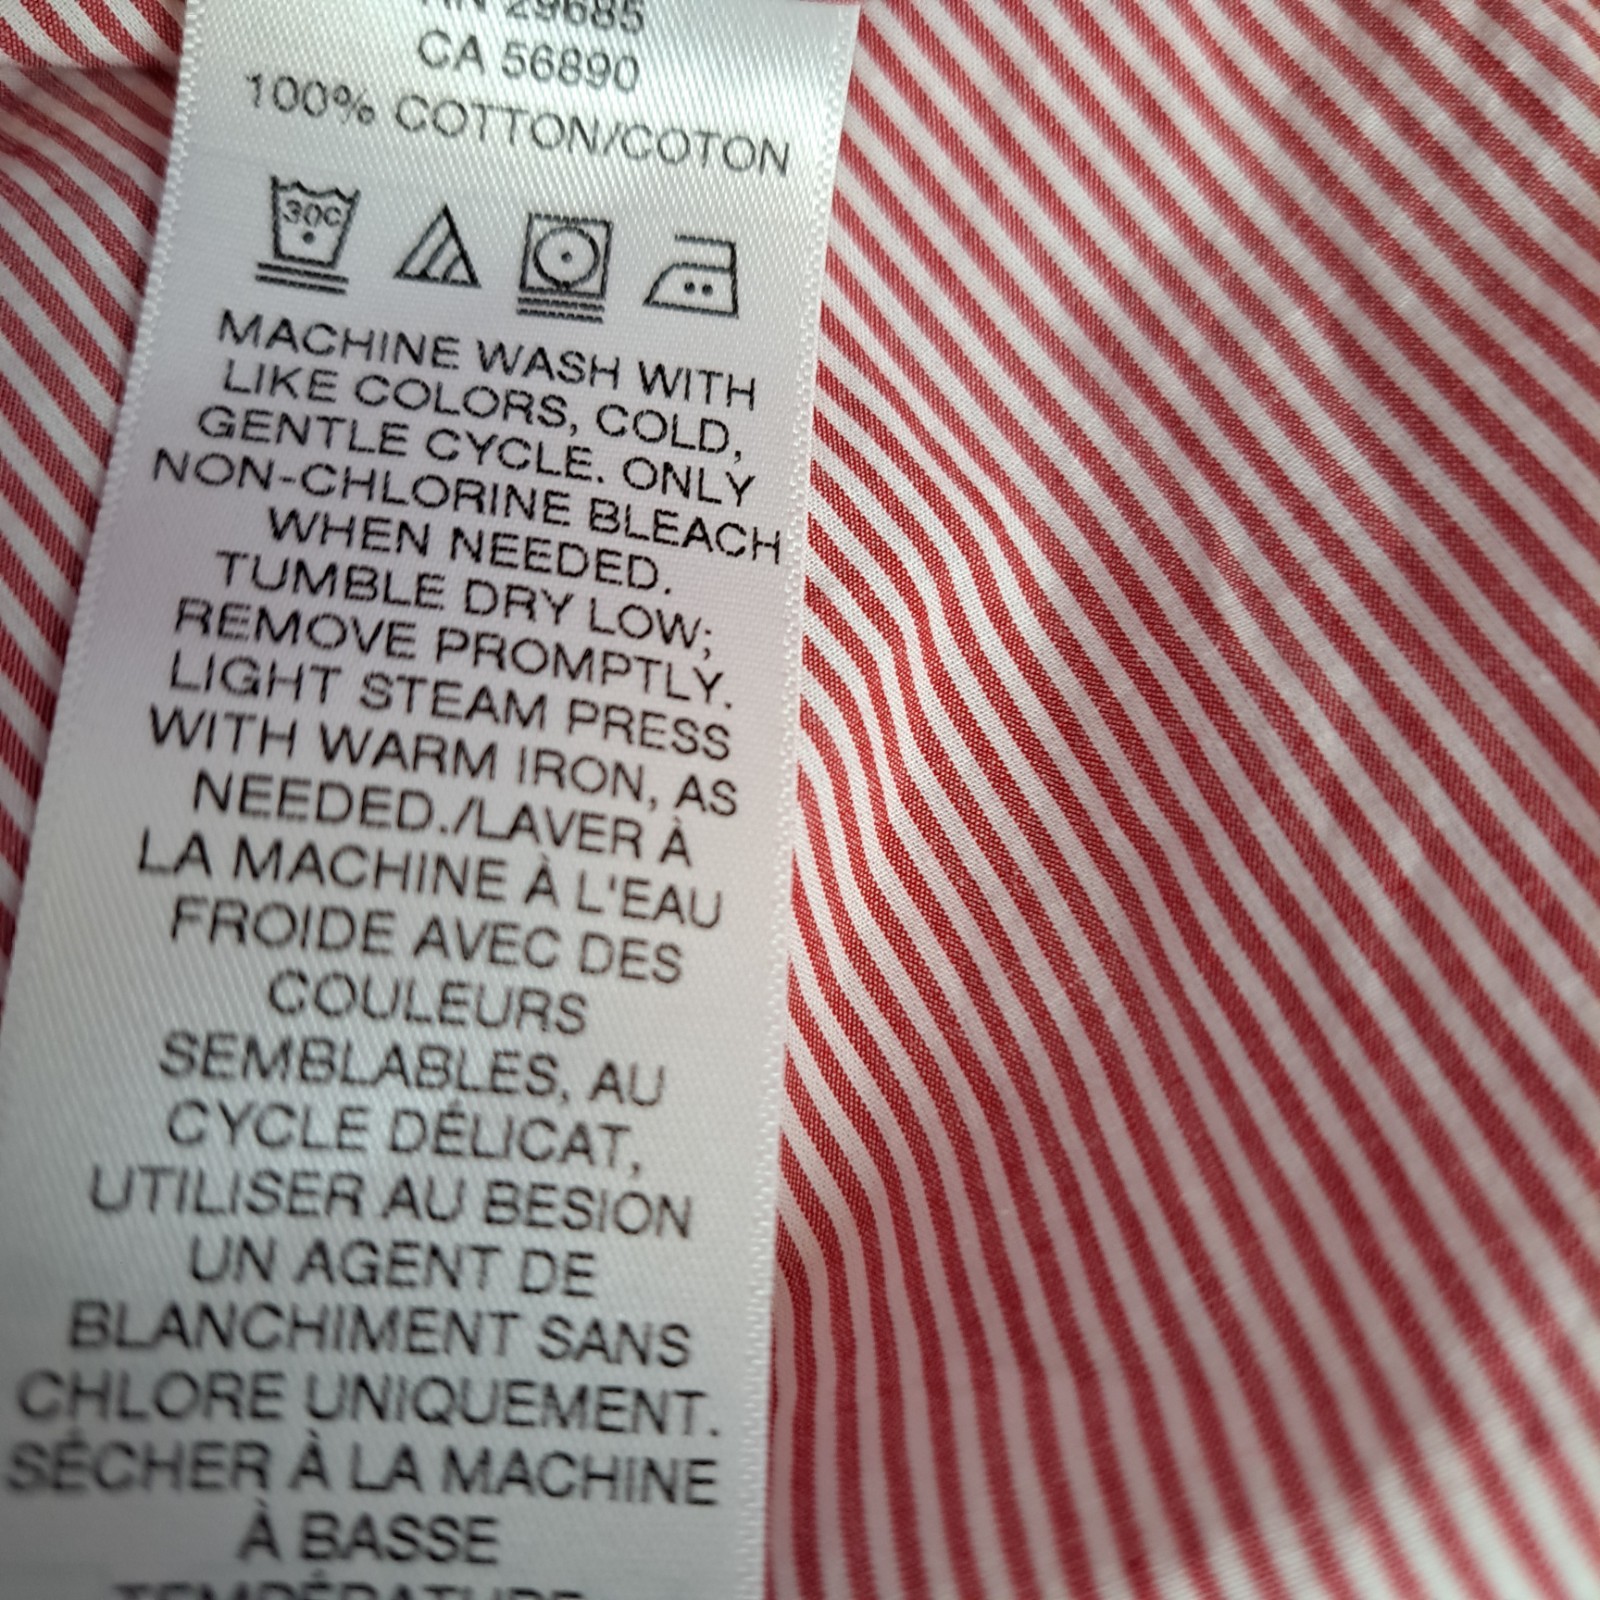 RN 29685
CA 56890
100% COTTON/COTON
30C
MACHINE WASH WITH
LIKE COLORS, COLD,
GENTLE CYCLE. ONLY
NON-CHLORINE BLEACH
WHEN NEEDED.
TUMBLE DRY LOW;
REMOVE PROMPTLY.
LIGHT STEAM PRESS
WITH WARM IRON, AS
NEEDED./LAVER À
LA MACHINE À L'EAU
FROIDE AVEC DES
COULEURS
SEMBLABLES, AU
CYCLE DÉLICAT,
UTILISER AU BESION
UN AGENT DE
BLANCHIMENT SANS
CHLORE UNIQUEMENT.
SÉCHER À LA MACHINE
À BASSE
TEMPÉRATURE